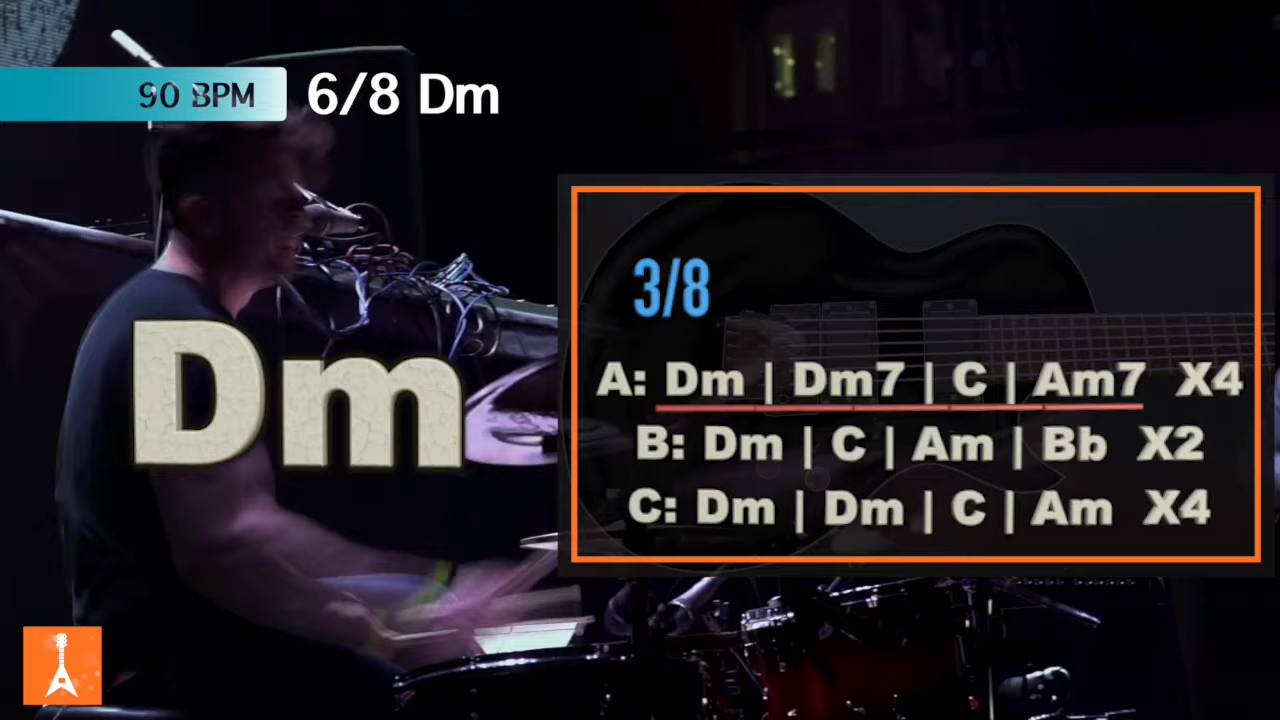 90 BPM 6/8 Dm
Dm
3/8
A: Dm | Dm7 | C | Am7 X4
B: Dm | C | Am | Bb X2
C: Dm | Dm | C | Am X4